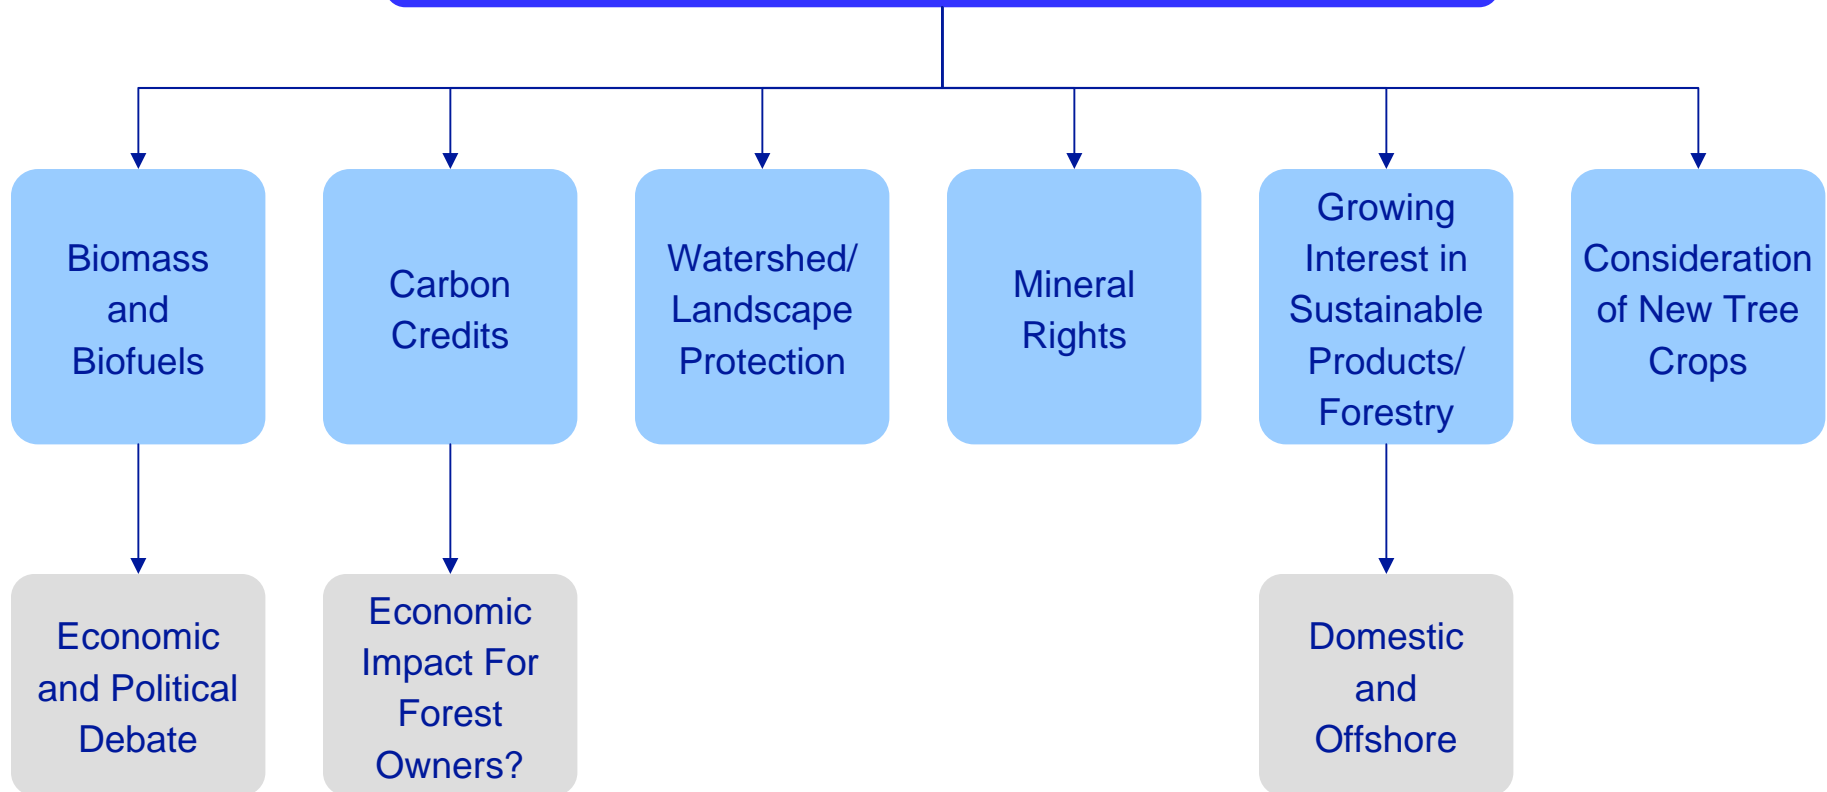 Biomass
and
Biofuels
Carbon
Credits
Watershed/
Landscape
Protection
Mineral
Rights
Growing
Interest in
Sustainable
Products/
Forestry
Consideration
of New Tree
Crops
Economic
and Political
Debate
Economic
Impact For
Forest
Owners?
Domestic
and
Offshore